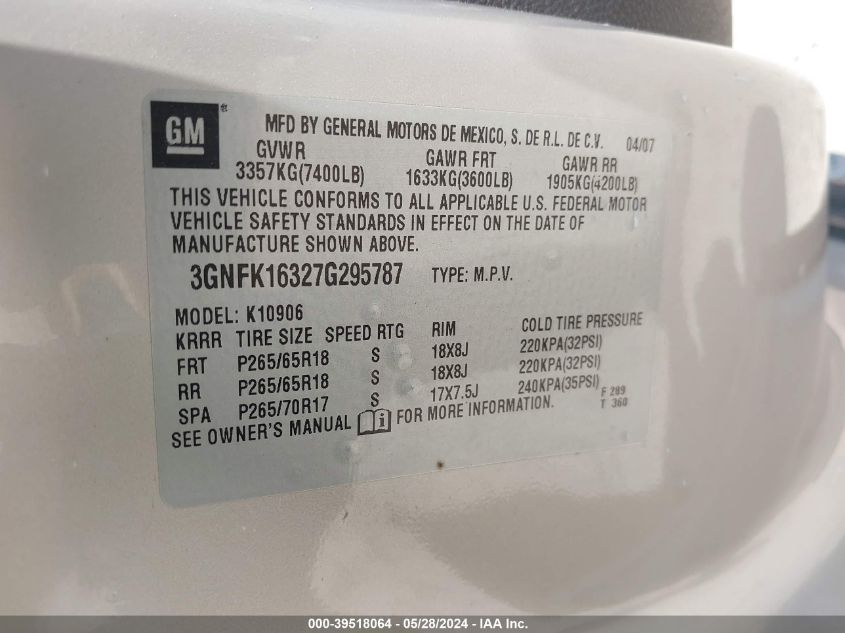 GM ®
MFD BY GENERAL MOTORS DE MEXICO, S. DE R.L. DE C.V. 04/07
GVWR GAWR FRT GAWR RR
3357KG(7400LB) 1633KG(3600LB) 1905KG(4200LB)
THIS VEHICLE CONFORMS TO ALL APPLICABLE U.S. FEDERAL MOTOR
VEHICLE SAFETY STANDARDS IN EFFECT ON THE DATE OF
MANUFACTURE SHOWN ABOVE.
3GNFK16327G295787 TYPE: M.P.V.
MODEL: K10906
KRRR TIRE SIZE SPEED RTG RIM COLD TIRE PRESSURE
FRT P265/65R18 S 18X8J 220KPA(32PSI)
RR P265/65R18 S 18X8J 220KPA(32PSI)
SPA P265/70R17 S 17X7.5J 240KPA(35PSI) F 289
SEE OWNER'S MANUAL i FOR MORE INFORMATION. T 360
000-39518064 - 05/28/2024 - IAA Inc.